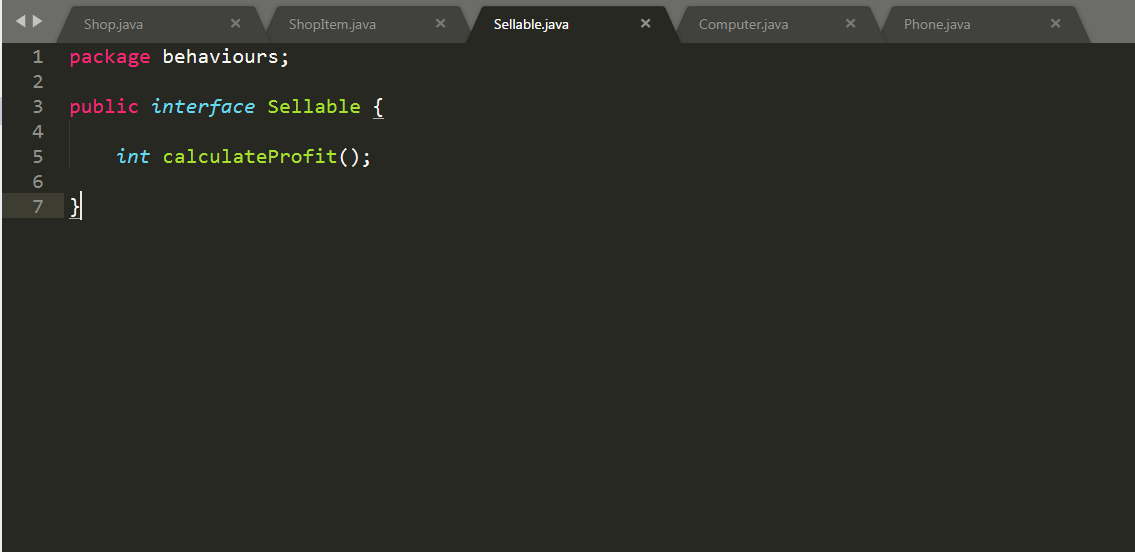 Shop.java × ShopItem.java × Sellable.java × Computer.java × Phone.java ×
1 package behaviours;
2
3 public interface Sellable {
4
5 int calculateProfit();
6
7 }